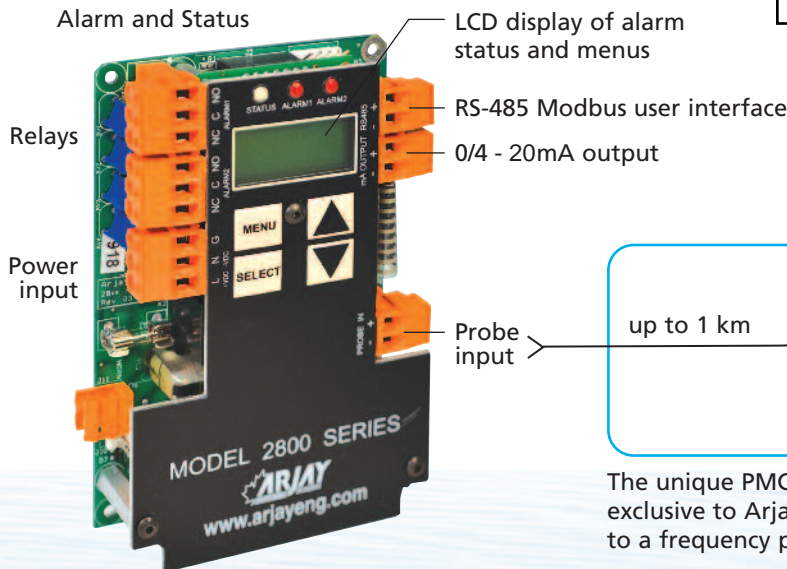 Alarm and Status
LCD display of alarm
status and menus
RS-485 Modbus user interface
0/4 - 20mA output
Relays
Power
input
Probe
input
up to 1 km
STATUS ALARM1 ALARM2
NC C NO
ALARM1
NC C NO
ALARM2
L N G
+VDC -VDC
RS485
+
-
mA OUTPUT
+
-
MENU
SELECT
PROBE IN
+
-
918
MODEL 2800 SERIES
ARJAY
www.arjayeng.com
The unique PMC
exclusive to Arja
to a frequency p